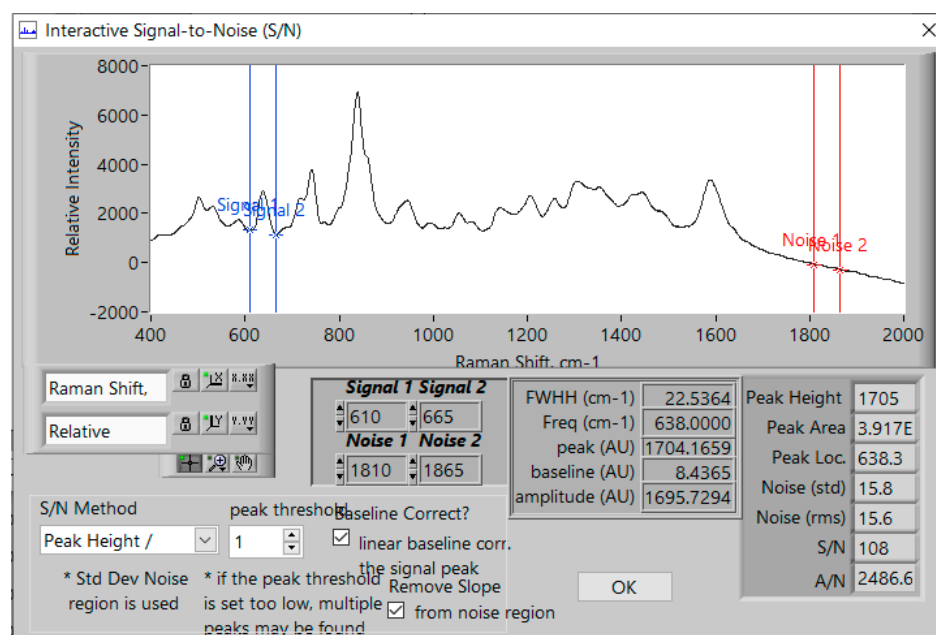 Interactive Signal-to-Noise (S/N)
8000
6000
4000
2000
0
-2000
Relative Intensity
Signal 1
Signal 2
Noise 1
Noise 2
400 600 800 1000 1200 1400 1600 1800 2000
Raman Shift, cm-1
Raman Shift,
X
X.XX
Relative
Y
Y.YY
Signal 1 Signal 2
610 665
Noise 1 Noise 2
1810 1865
FWHH (cm-1) 22.5364
Freq (cm-1) 638.0000
peak (AU) 1704.1659
baseline (AU) 8.4365
amplitude (AU) 1695.7294
Peak Height 1705
Peak Area 3.917E
Peak Loc. 638.3
Noise (std) 15.8
Noise (rms) 15.6
S/N 108
A/N 2486.6
S/N Method
Peak Height /
* Std Dev Noise
region is used
peak threshold
1
* if the peak threshold
is set too low, multiple
peaks may be found
Baseline Correct?
linear baseline corr.
the signal peak
Remove Slope
from noise region
OK